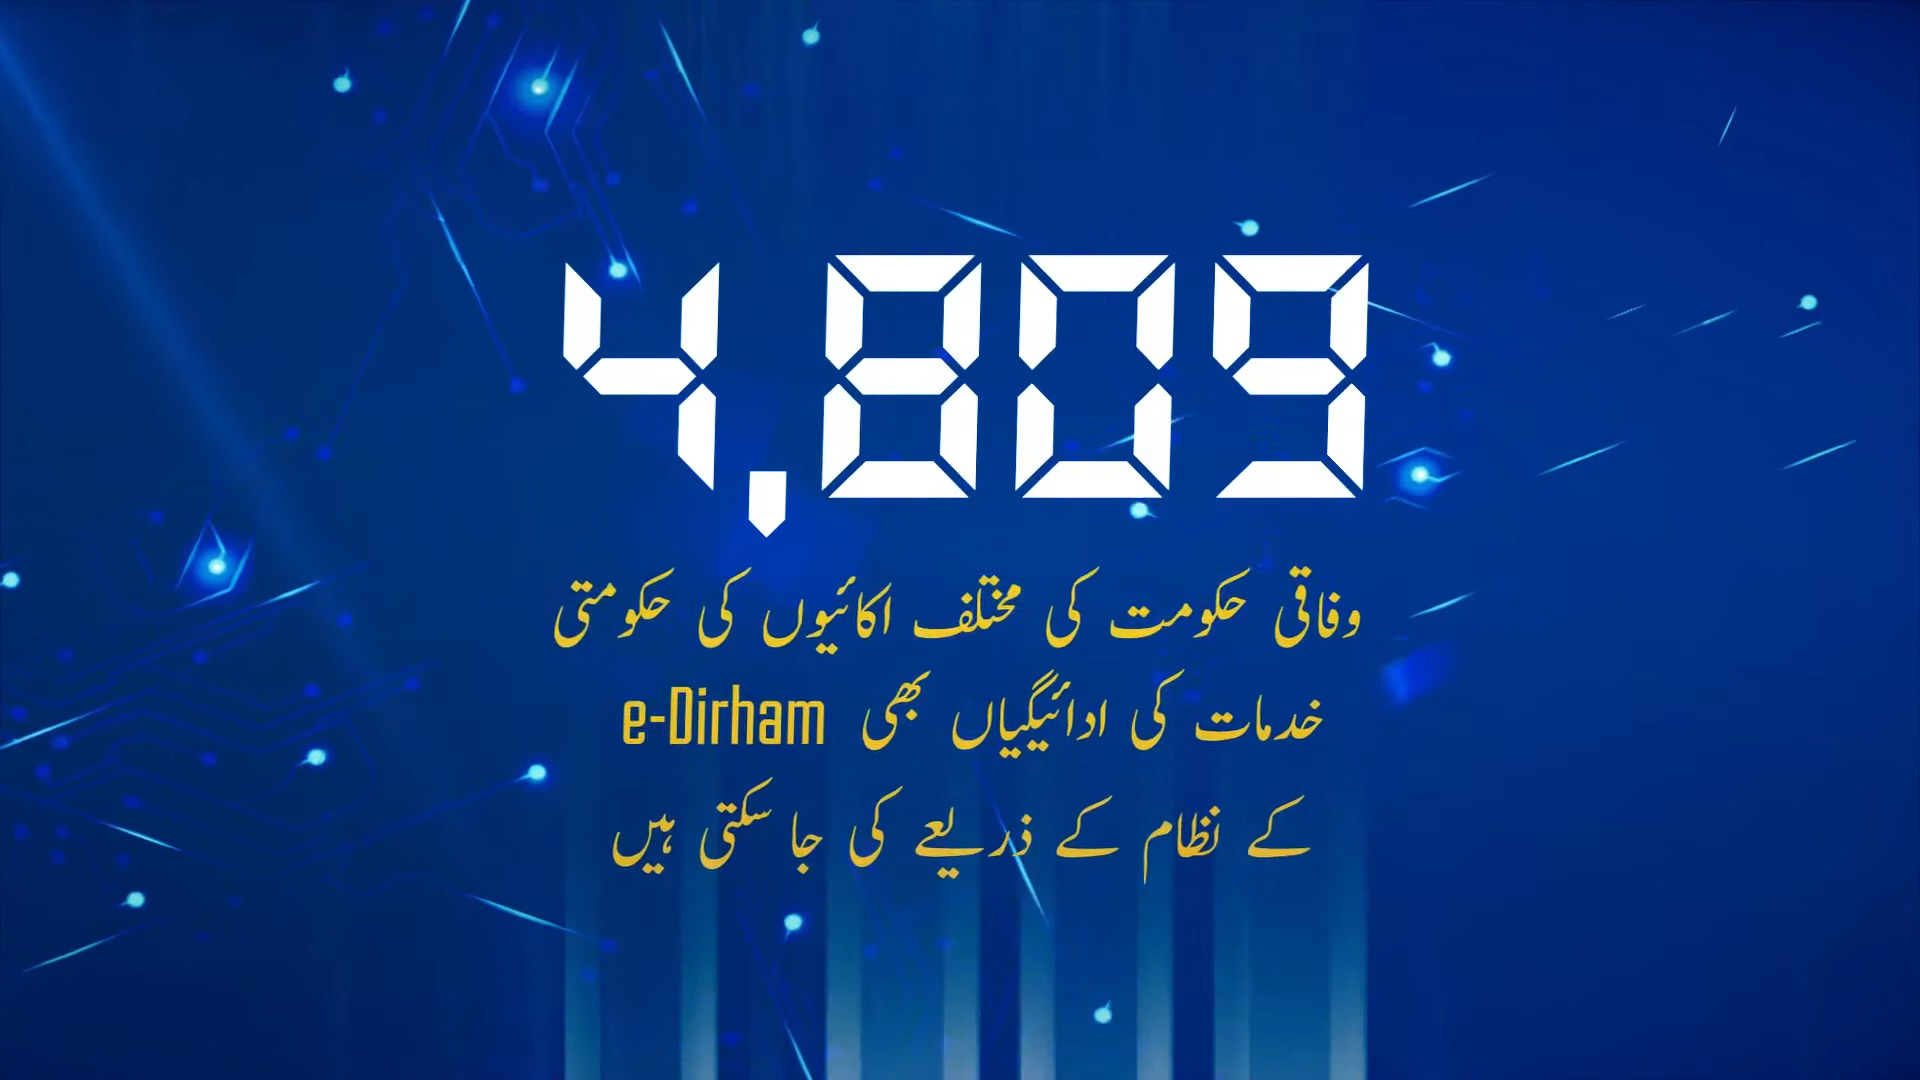 4,809
وفاقی حکومت کی مختلف اکائیوں کی حکومتی
خدمات کی ادائیگیاں بھی e-Dirham
کے نظام کے ذریعے کی جا سکتی ہیں